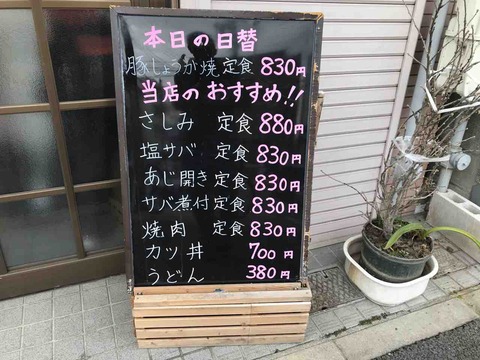 本日の日替
豚しょうが焼定食 830円
当店のおすすめ!!
さしみ 定食 880円
塩サバ 定食 830円
あじ開き 定食 830円
サバ煮付 定食 830円
焼肉 定食 830円
カツ丼 700円
うどん 380円